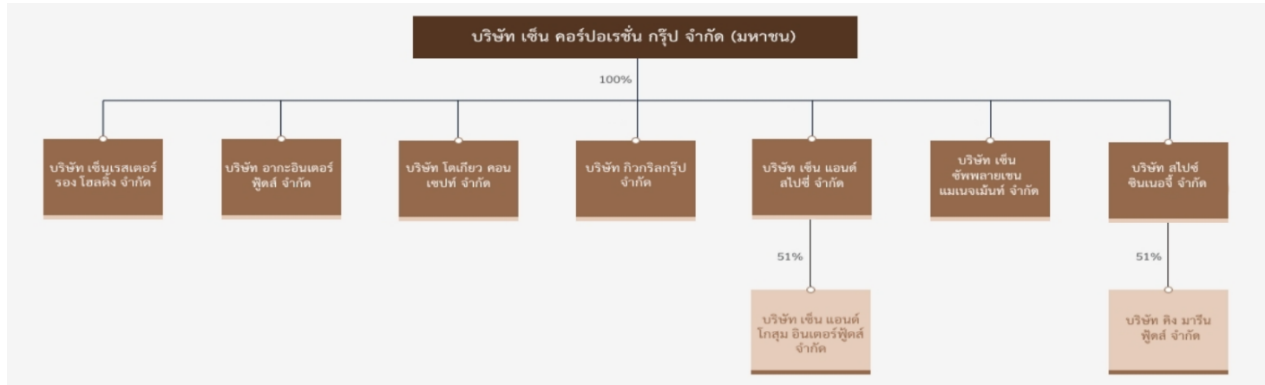 บริษัท เซ็น คอร์ปอเรชั่น กรุ๊ป จำกัด (มหาชน)
100%
บริษัท เซ็นเรสเตอร์
รอง โฮลดิ้ง จำกัด
บริษัท อากะอินเตอร์
ฟู้ดส์ จำกัด
บริษัท โตเกียว คอน
เซปท์ จำกัด
บริษัท กิวกริลกรุ๊ป
จำกัด
บริษัท เซ็น แอนด์
สไปซี่ จำกัด
บริษัท เซ็น
ซัพพลายเชน
แมเนจเม้นท์ จำกัด
บริษัท สไปซ์
ซินเนอจี้ จำกัด
51%
51%
บริษัท เซ็น แอนด์
โกสุม อินเตอร์ฟู้ดส์
จำกัด
บริษัท คิง มารีน
ฟู้ดส์ จำกัด